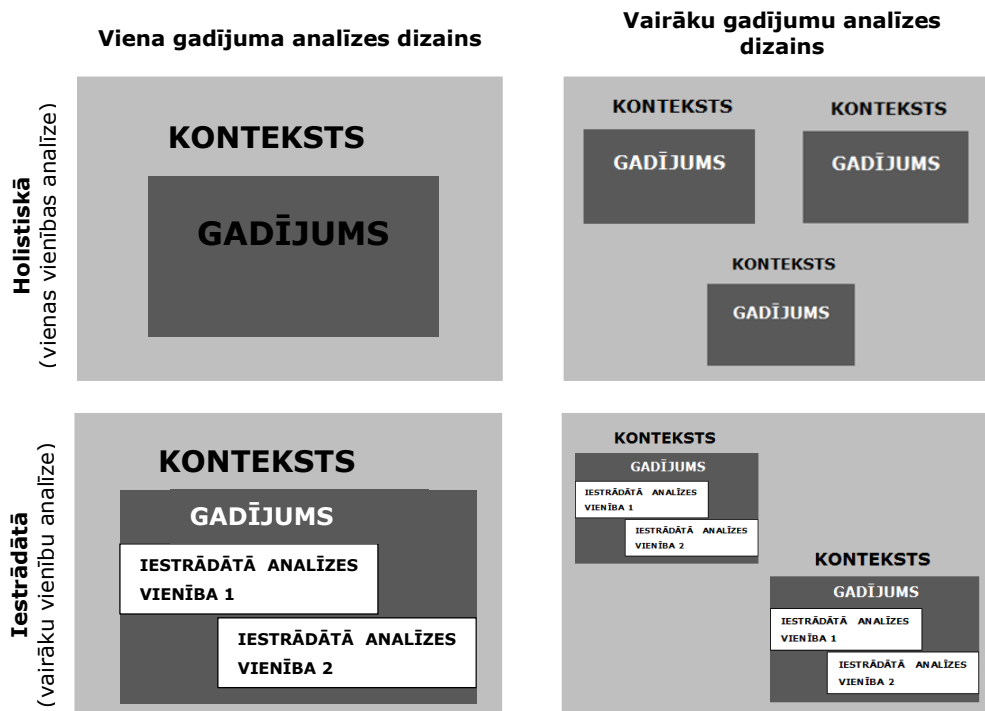 Viena gadījuma analīzes dizains
Vairāku gadījumu analīzes
dizains
Holistiskā
(vienas vienības analīze)
KONTEKSTS
GADĪJUMS
KONTEKSTS
GADĪJUMS
KONTEKSTS
GADĪJUMS
KONTEKSTS
GADĪJUMS
Iestrādātā
(vairāku vienību analīze)
KONTEKSTS
GADĪJUMS
IESTRĀDĀTĀ ANALĪZES
VIENĪBA 1
IESTRĀDĀTĀ ANALĪZES
VIENĪBA 2
KONTEKSTS
GADĪJUMS
IESTRĀDĀTĀ ANALĪZES
VIENĪBA 1
IESTRĀDĀTĀ ANALĪZES
VIENĪBA 2
KONTEKSTS
GADĪJUMS
IESTRĀDĀTĀ ANALĪZES
VIENĪBA 1
IESTRĀDĀTĀ ANALĪZES
VIENĪBA 2